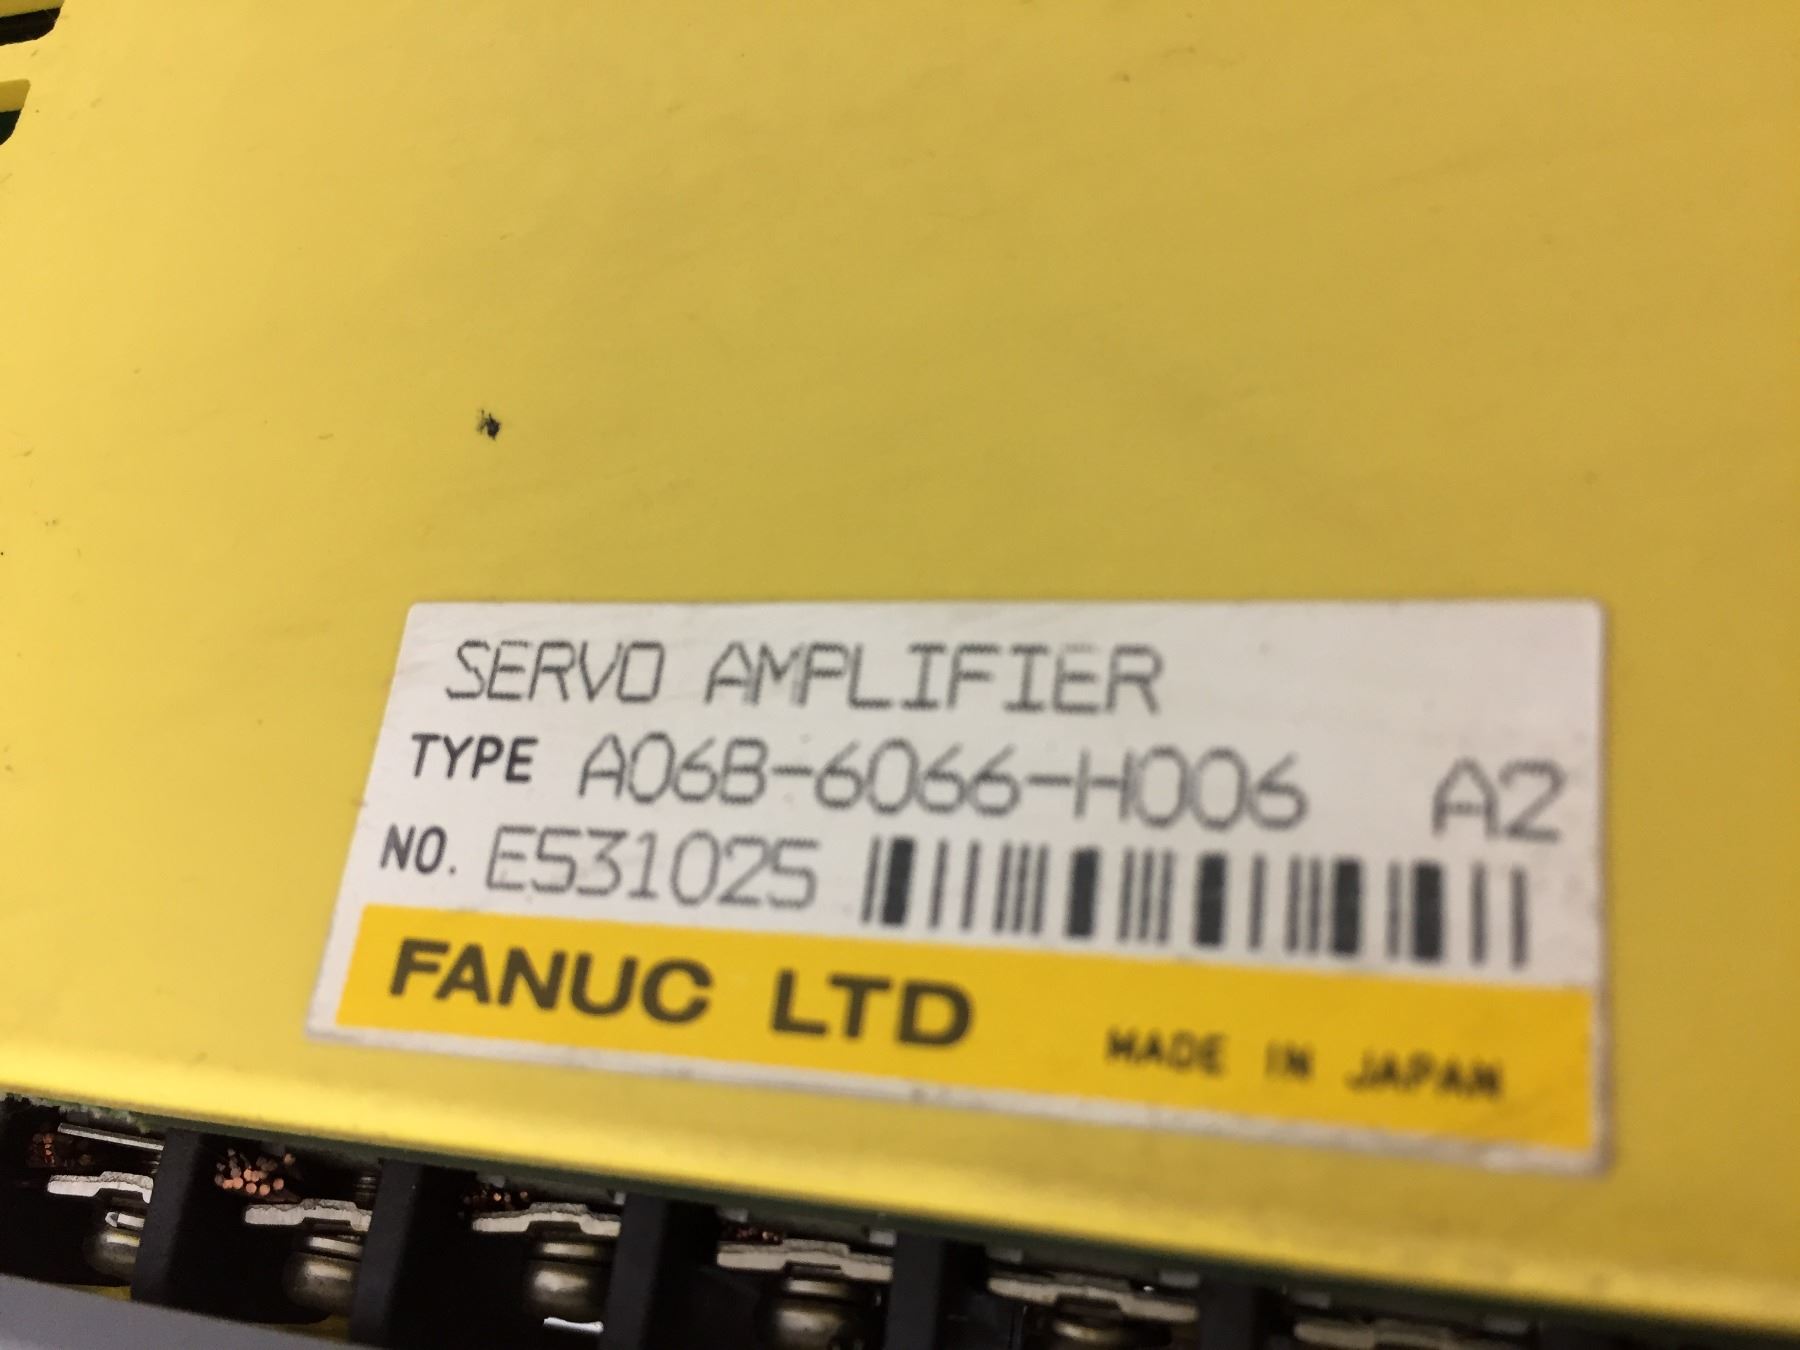 SERVO AMPLIFIER
TYPE A06B-6066-H006 A2
NO. E531025
FANUC LTD MADE IN JAPAN